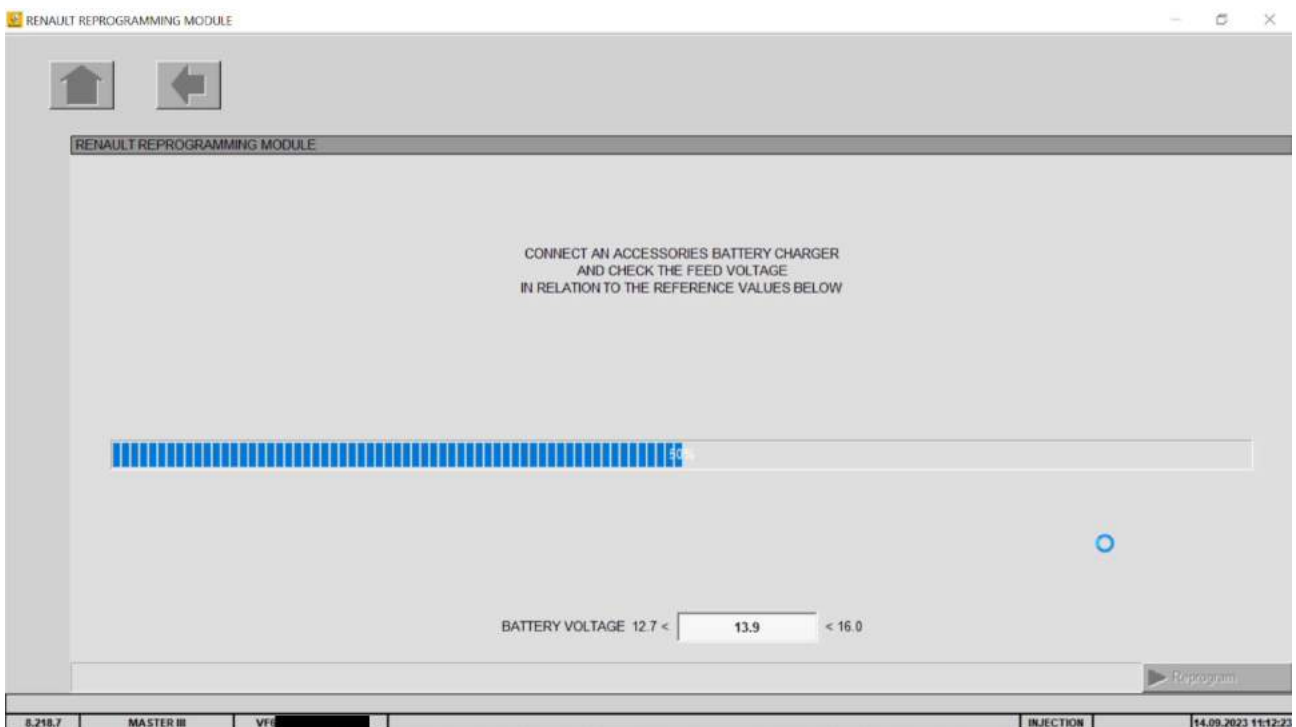 RENAULT REPROGRAMMING MODULE
RENAULT REPROGRAMMING MODULE
CONNECT AN ACCESSORIES BATTERY CHARGER
AND CHECK THE FEED VOLTAGE
IN RELATION TO THE REFERENCE VALUES BELOW
50%
BATTERY VOLTAGE 12.7 < 13.9 < 16.0
Reprogram
8.218.7 MASTER III VF6 INJECTION 14.09.2023 11:12:23